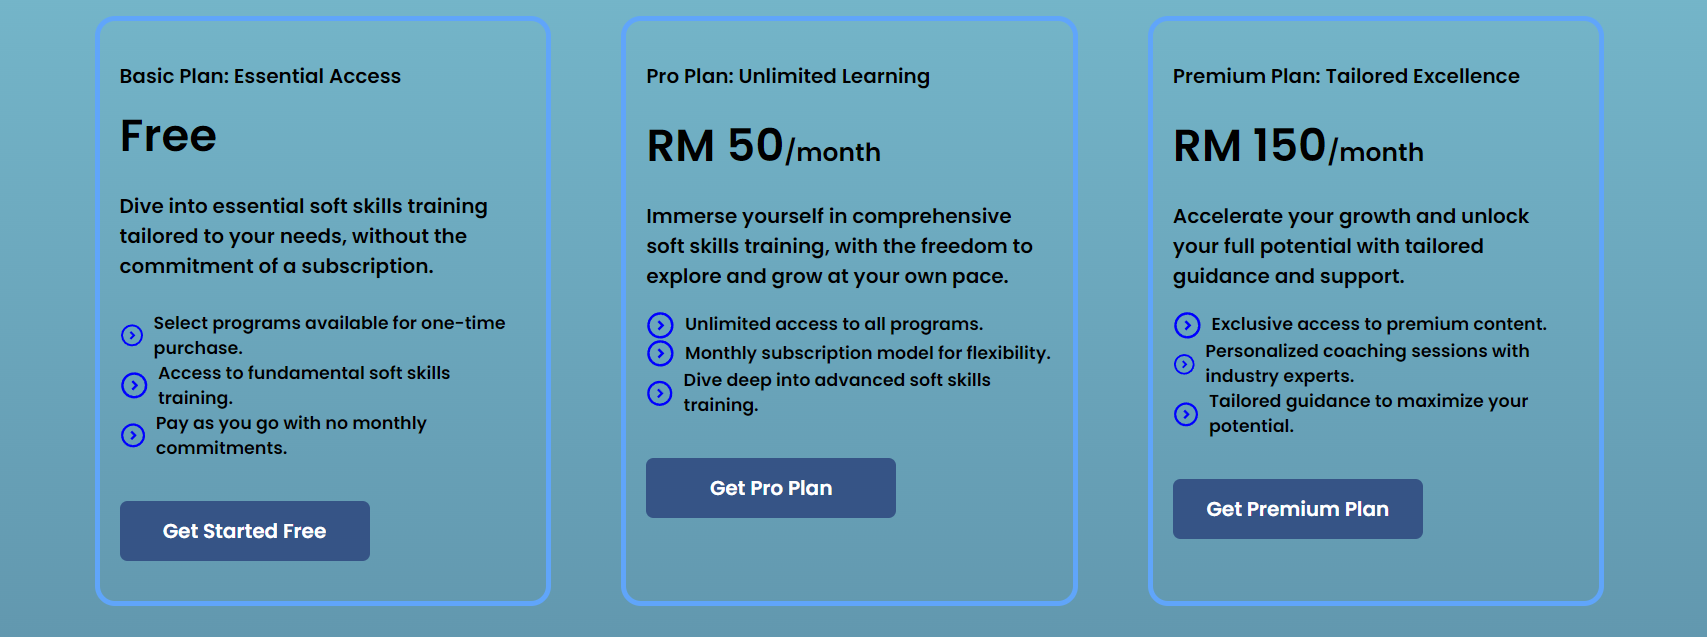 Basic Plan: Essential Access
Free
Dive into essential soft skills training
tailored to your needs, without the
commitment of a subscription.
Select programs available for one-time
purchase.
Access to fundamental soft skills
training.
Pay as you go with no monthly
commitments.
Get Started Free
Pro Plan: Unlimited Learning
RM 50/month
Immerse yourself in comprehensive
soft skills training, with the freedom to
explore and grow at your own pace.
Unlimited access to all programs.
Monthly subscription model for flexibility.
Dive deep into advanced soft skills
training.
Get Pro Plan
Premium Plan: Tailored Excellence
RM 150/month
Accelerate your growth and unlock
your full potential with tailored
guidance and support.
Exclusive access to premium content.
Personalized coaching sessions with
industry experts.
Tailored guidance to maximize your
potential.
Get Premium Plan